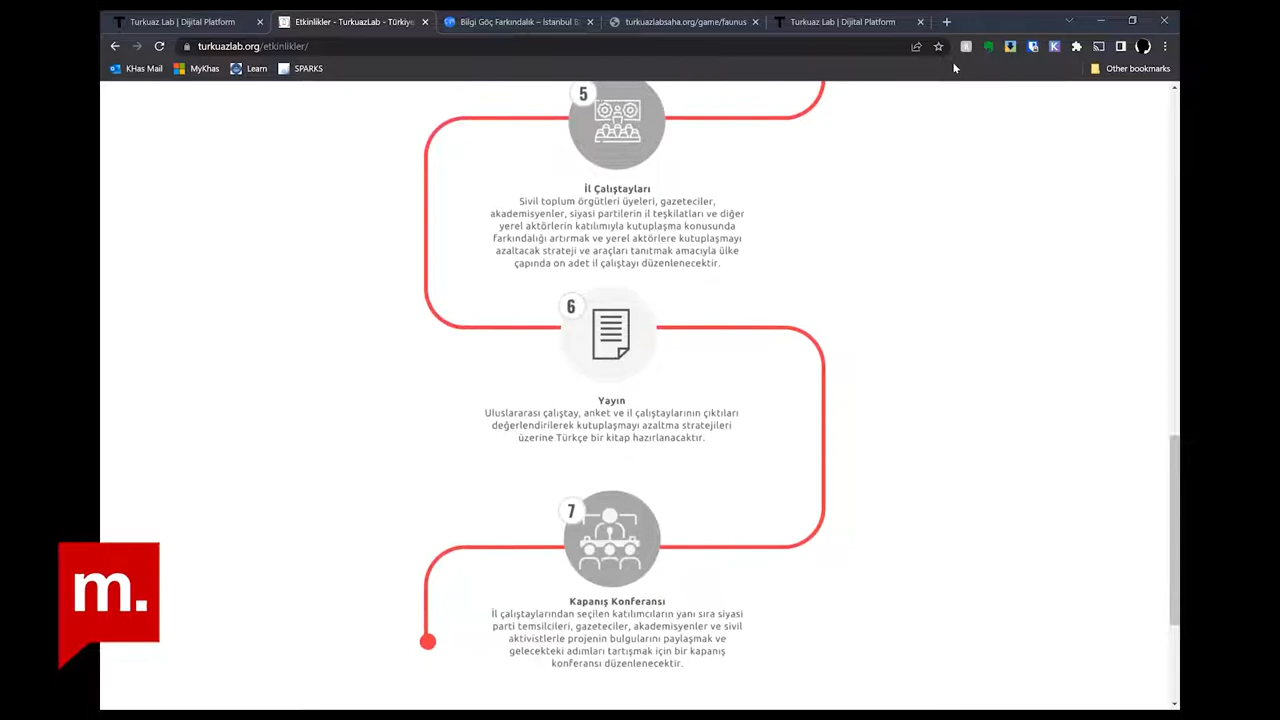 Turkuaz Lab | Dijital Platform
Etkinlikler - TurkuazLab - Türkiye
Bilgi Göç Farkındalık – İstanbul B
turkuazlabsaha.org/game/faunus
Turkuaz Lab | Dijital Platform
turkuazlab.org/etkinlikler/
KHas Mail
MyKhas
Learn
SPARKS
Other bookmarks
5
İl Çalıştayları
Sivil toplum örgütleri üyeleri, gazeteciler,
akademisyenler, siyasi partilerin il teşkilatları ve diğer
yerel aktörlerin katılımıyla kutuplaşma konusunda
farkındalığı artırmak ve yerel aktörlere kutuplaşmayı
azaltacak strateji ve araçları tanıtmak amacıyla ülke
çapında on adet il çalıştayı düzenlenecektir.
6
Yayın
Uluslararası çalıştay, anket ve il çalıştaylarının çıktıları
değerlendirilerek kutuplaşmayı azaltma stratejileri
üzerine Türkçe bir kitap hazırlanacaktır.
7
Kapanış Konferansı
İl çalıştaylarından seçilen katılımcıların yanı sıra siyasi
parti temsilcileri, gazeteciler, akademisyenler ve sivil
aktivistlerle projenin bulgularını paylaşmak ve
gelecekteki adımları tartışmak için bir kapanış
konferansı düzenlenecektir.
m.